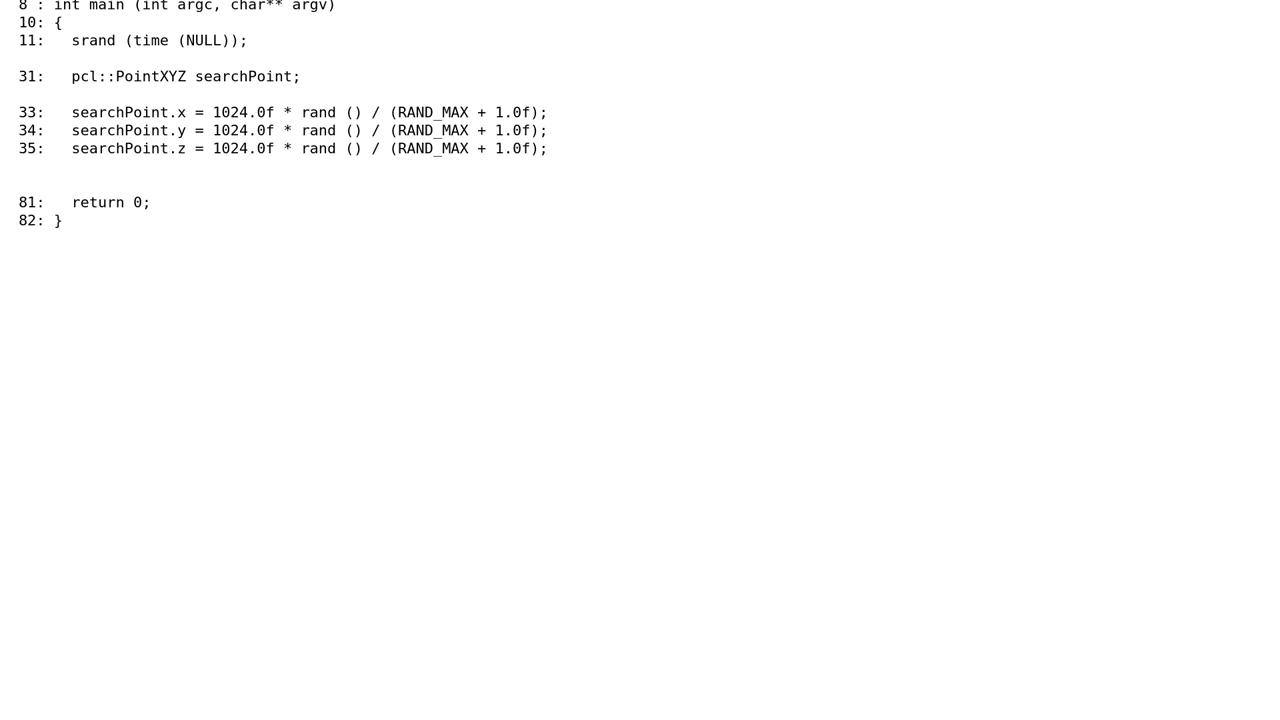 8 : int main (int argc, char** argv)
10: {
11:   srand (time (NULL));
31:   pcl::PointXYZ searchPoint;
33:   searchPoint.x = 1024.0f * rand () / (RAND_MAX + 1.0f);
34:   searchPoint.y = 1024.0f * rand () / (RAND_MAX + 1.0f);
35:   searchPoint.z = 1024.0f * rand () / (RAND_MAX + 1.0f);
81:   return 0;
82: }